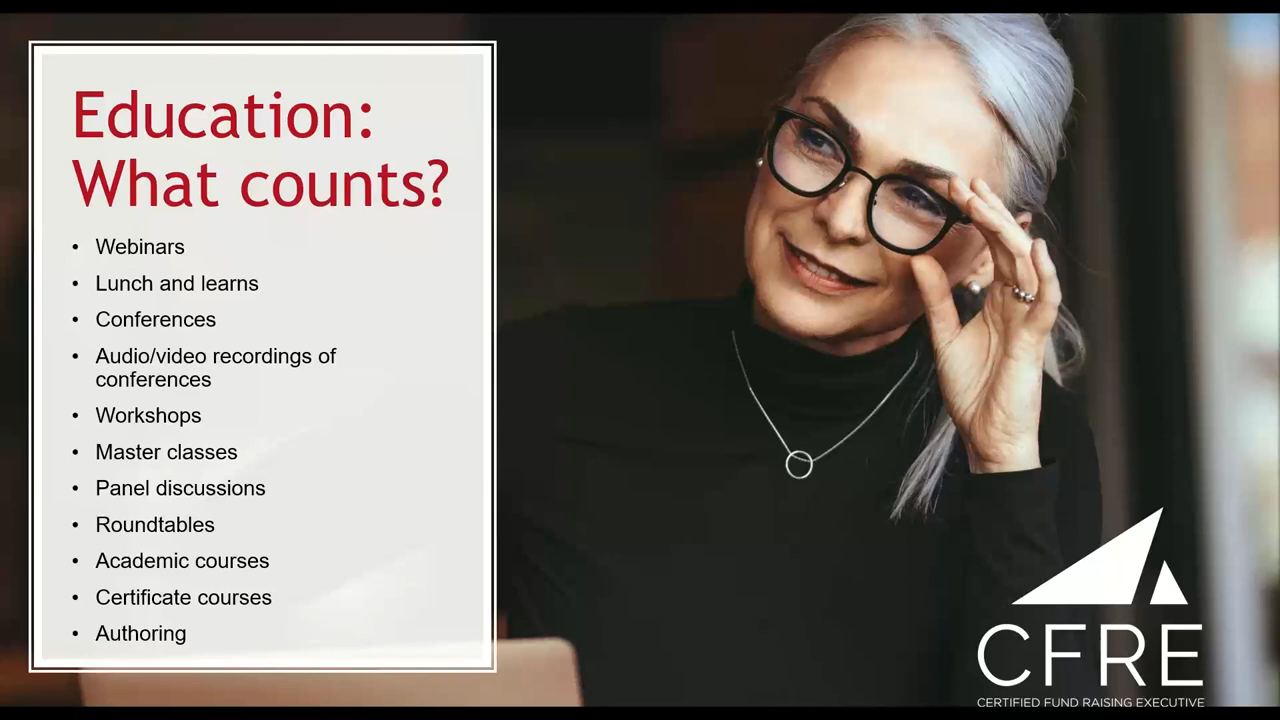 Education:
What counts?
• Webinars
• Lunch and learns
• Conferences
• Audio/video recordings of
conferences
• Workshops
• Master classes
• Panel discussions
• Roundtables
• Academic courses
• Certificate courses
• Authoring
CFRE
CERTIFIED FUND RAISING EXECUTIVE